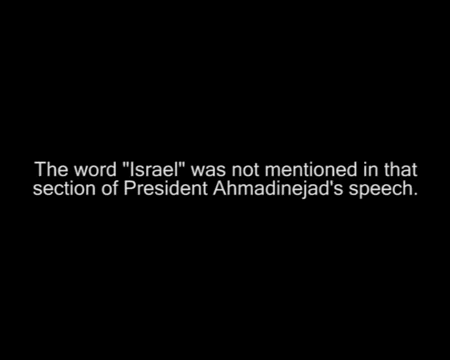 The word "Israel" was not mentioned in that
section of President Ahmadinejad's speech.